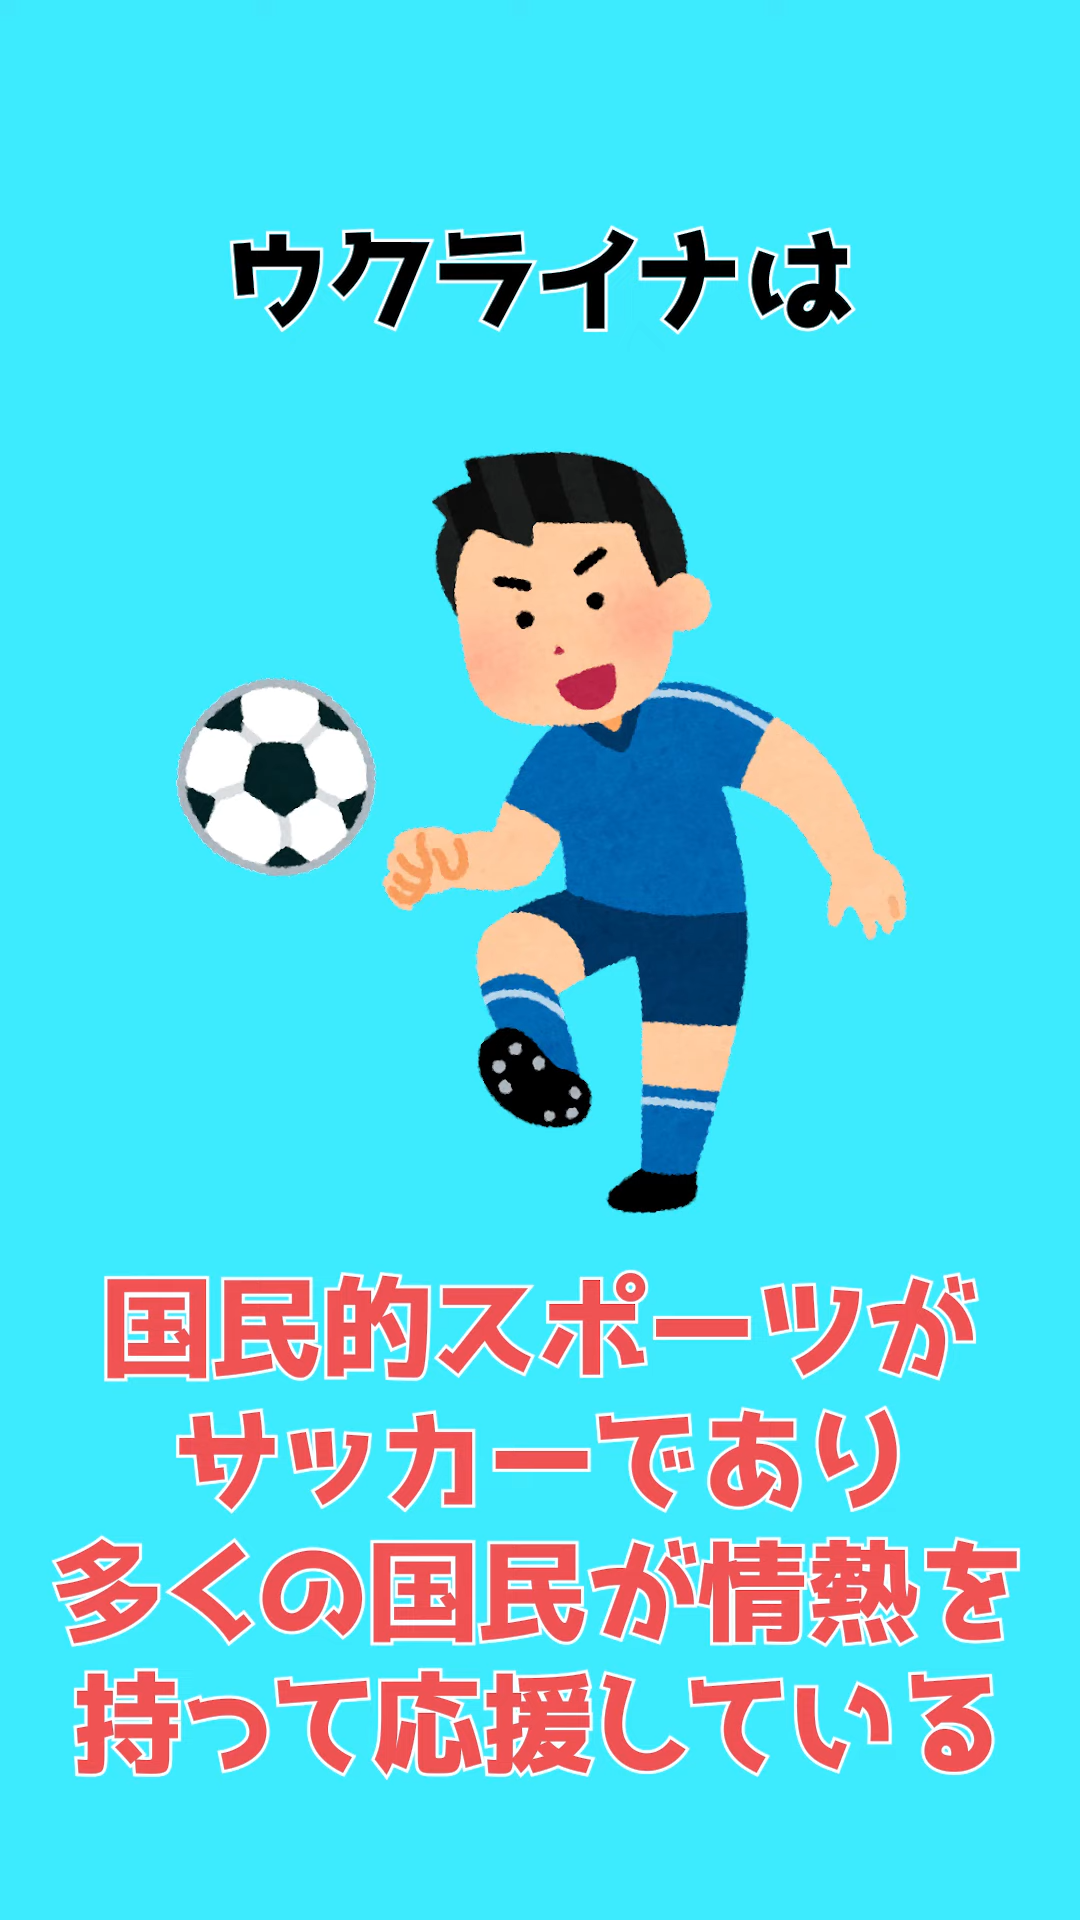 ウクライナは
国民的スポーツが
サッカーであり
多くの国民が情熱を
持って応援している